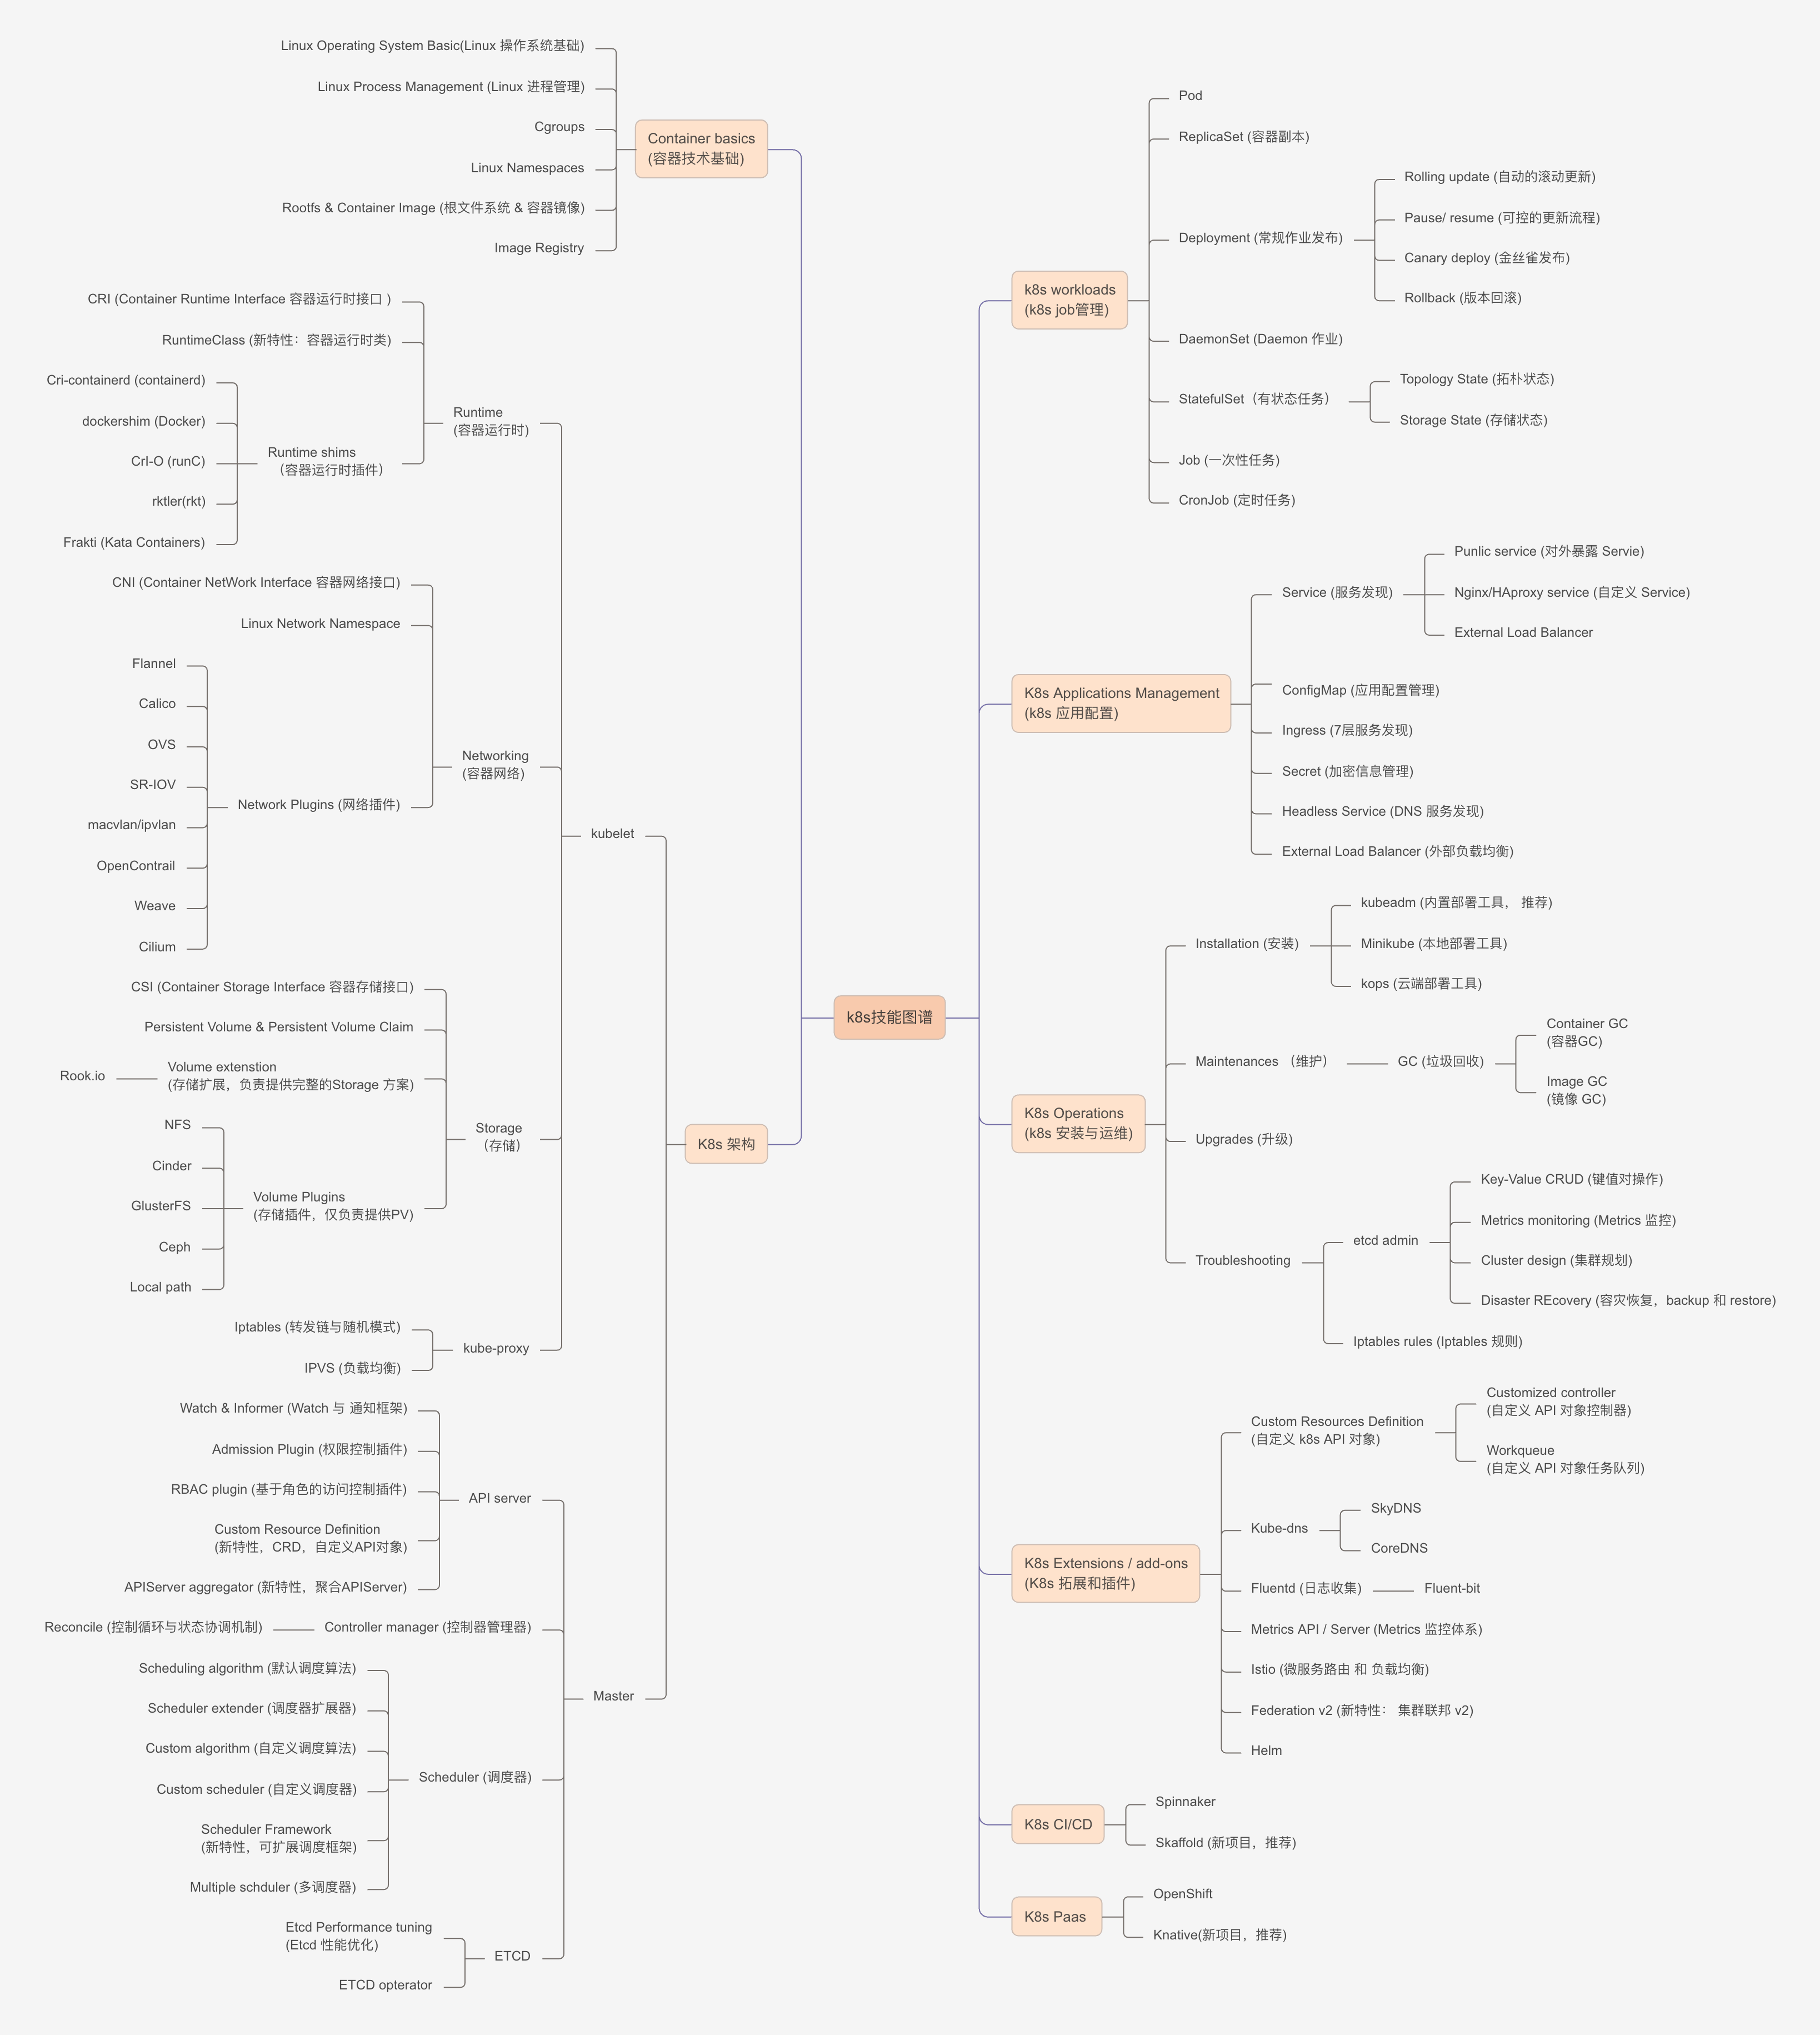 k8s技能图谱
Container basics
(容器技术基础)
Linux Operating System Basic(Linux 操作系统基础)
Linux Process Management (Linux 进程管理)
Cgroups
Linux Namespaces
Rootfs & Container Image (根文件系统 & 容器镜像)
Image Registry
K8s 架构
kubelet
Runtime
(容器运行时)
CRI (Container Runtime Interface 容器运行时接口 )
RuntimeClass (新特性：容器运行时类)
Runtime shims
（容器运行时插件）
Cri-containerd (containerd)
dockershim (Docker)
CrI-O (runC)
rktler(rkt)
Frakti (Kata Containers)
Networking
(容器网络)
CNI (Container NetWork Interface 容器网络接口)
Linux Network Namespace
Network Plugins (网络插件)
Flannel
Calico
OVS
SR-IOV
macvlan/ipvlan
OpenContrail
Weave
Cilium
Storage
（存储）
CSI (Container Storage Interface 容器存储接口)
Persistent Volume & Persistent Volume Claim
Volume extenstion
(存储扩展，负责提供完整的Storage 方案)
Rook.io
Volume Plugins
(存储插件，仅负责提供PV)
NFS
Cinder
GlusterFS
Ceph
Local path
kube-proxy
Iptables (转发链与随机模式)
IPVS (负载均衡)
Master
API server
Watch & Informer (Watch 与 通知框架)
Admission Plugin (权限控制插件)
RBAC plugin (基于角色的访问控制插件)
Custom Resource Definition
(新特性，CRD，自定义API对象)
APIServer aggregator (新特性，聚合APIServer)
Controller manager (控制器管理器)
Reconcile (控制循环与状态协调机制)
Scheduler (调度器)
Scheduling algorithm (默认调度算法)
Scheduler extender (调度器扩展器)
Custom algorithm (自定义调度算法)
Custom scheduler (自定义调度器)
Scheduler Framework
(新特性，可扩展调度框架)
Multiple schduler (多调度器)
ETCD
Etcd Performance tuning
(Etcd 性能优化)
ETCD opterator
k8s workloads
(k8s job管理)
Pod
ReplicaSet (容器副本)
Deployment (常规作业发布)
Rolling update (自动的滚动更新)
Pause/ resume (可控的更新流程)
Canary deploy (金丝雀发布)
Rollback (版本回滚)
DaemonSet (Daemon 作业)
StatefulSet（有状态任务）
Topology State (拓朴状态)
Storage State (存储状态)
Job (一次性任务)
CronJob (定时任务)
K8s Applications Management
(k8s 应用配置)
Service (服务发现)
Punlic service (对外暴露 Servie)
Nginx/HAproxy service (自定义 Service)
External Load Balancer
ConfigMap (应用配置管理)
Ingress (7层服务发现)
Secret (加密信息管理)
Headless Service (DNS 服务发现)
External Load Balancer (外部负载均衡)
K8s Operations
(k8s 安装与运维)
Installation (安装)
kubeadm (内置部署工具， 推荐)
Minikube (本地部署工具)
kops (云端部署工具)
Maintenances （维护）
GC (垃圾回收)
Container GC
(容器GC)
Image GC
(镜像 GC)
Upgrades (升级)
Troubleshooting
etcd admin
Key-Value CRUD (键值对操作)
Metrics monitoring (Metrics 监控)
Cluster design (集群规划)
Disaster REcovery (容灾恢复，backup 和 restore)
Iptables rules (Iptables 规则)
K8s Extensions / add-ons
(K8s 拓展和插件)
Custom Resources Definition
(自定义 k8s API 对象)
Customized controller
(自定义 API 对象控制器)
Workqueue
(自定义 API 对象任务队列)
Kube-dns
SkyDNS
CoreDNS
Fluentd (日志收集)
Fluent-bit
Metrics API / Server (Metrics 监控体系)
Istio (微服务路由 和 负载均衡)
Federation v2 (新特性： 集群联邦 v2)
Helm
K8s CI/CD
Spinnaker
Skaffold (新项目，推荐)
K8s Paas
OpenShift
Knative(新项目，推荐)